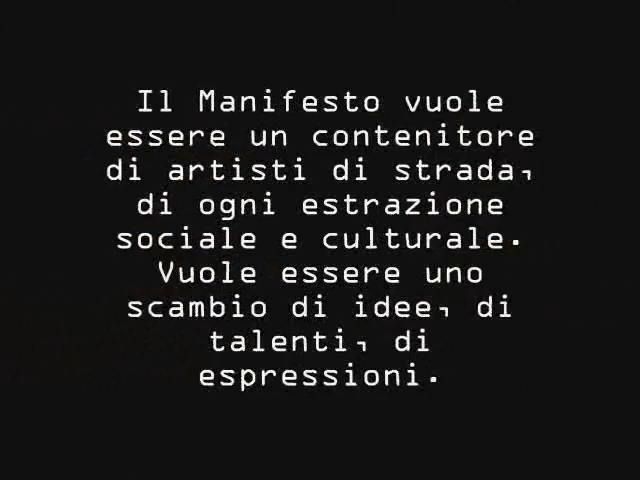 Il Manifesto vuole
essere un contenitore
di artisti di strada,
di ogni estrazione
sociale e culturale.
Vuole essere uno
scambio di idee, di
talenti, di
espressioni.